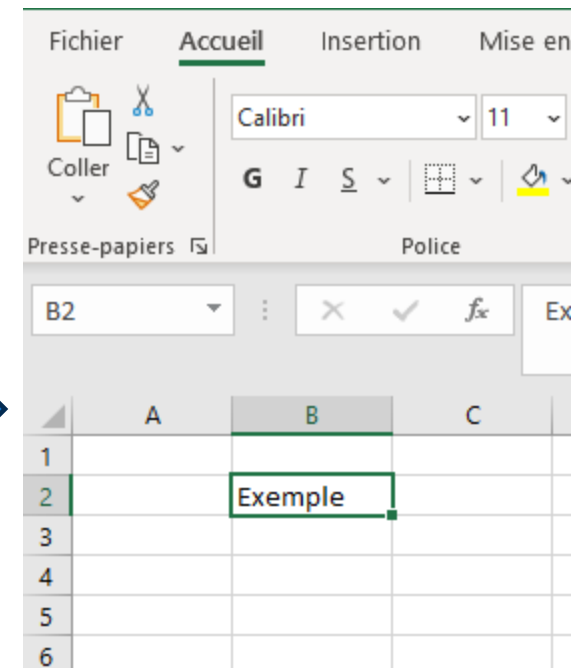 Fichier Accueil Insertion Mise en
Calibri 11
Coller
G I S
Presse-papiers Police
B2 fx Ex
A B C
1
2 Exemple
3
4
5
6